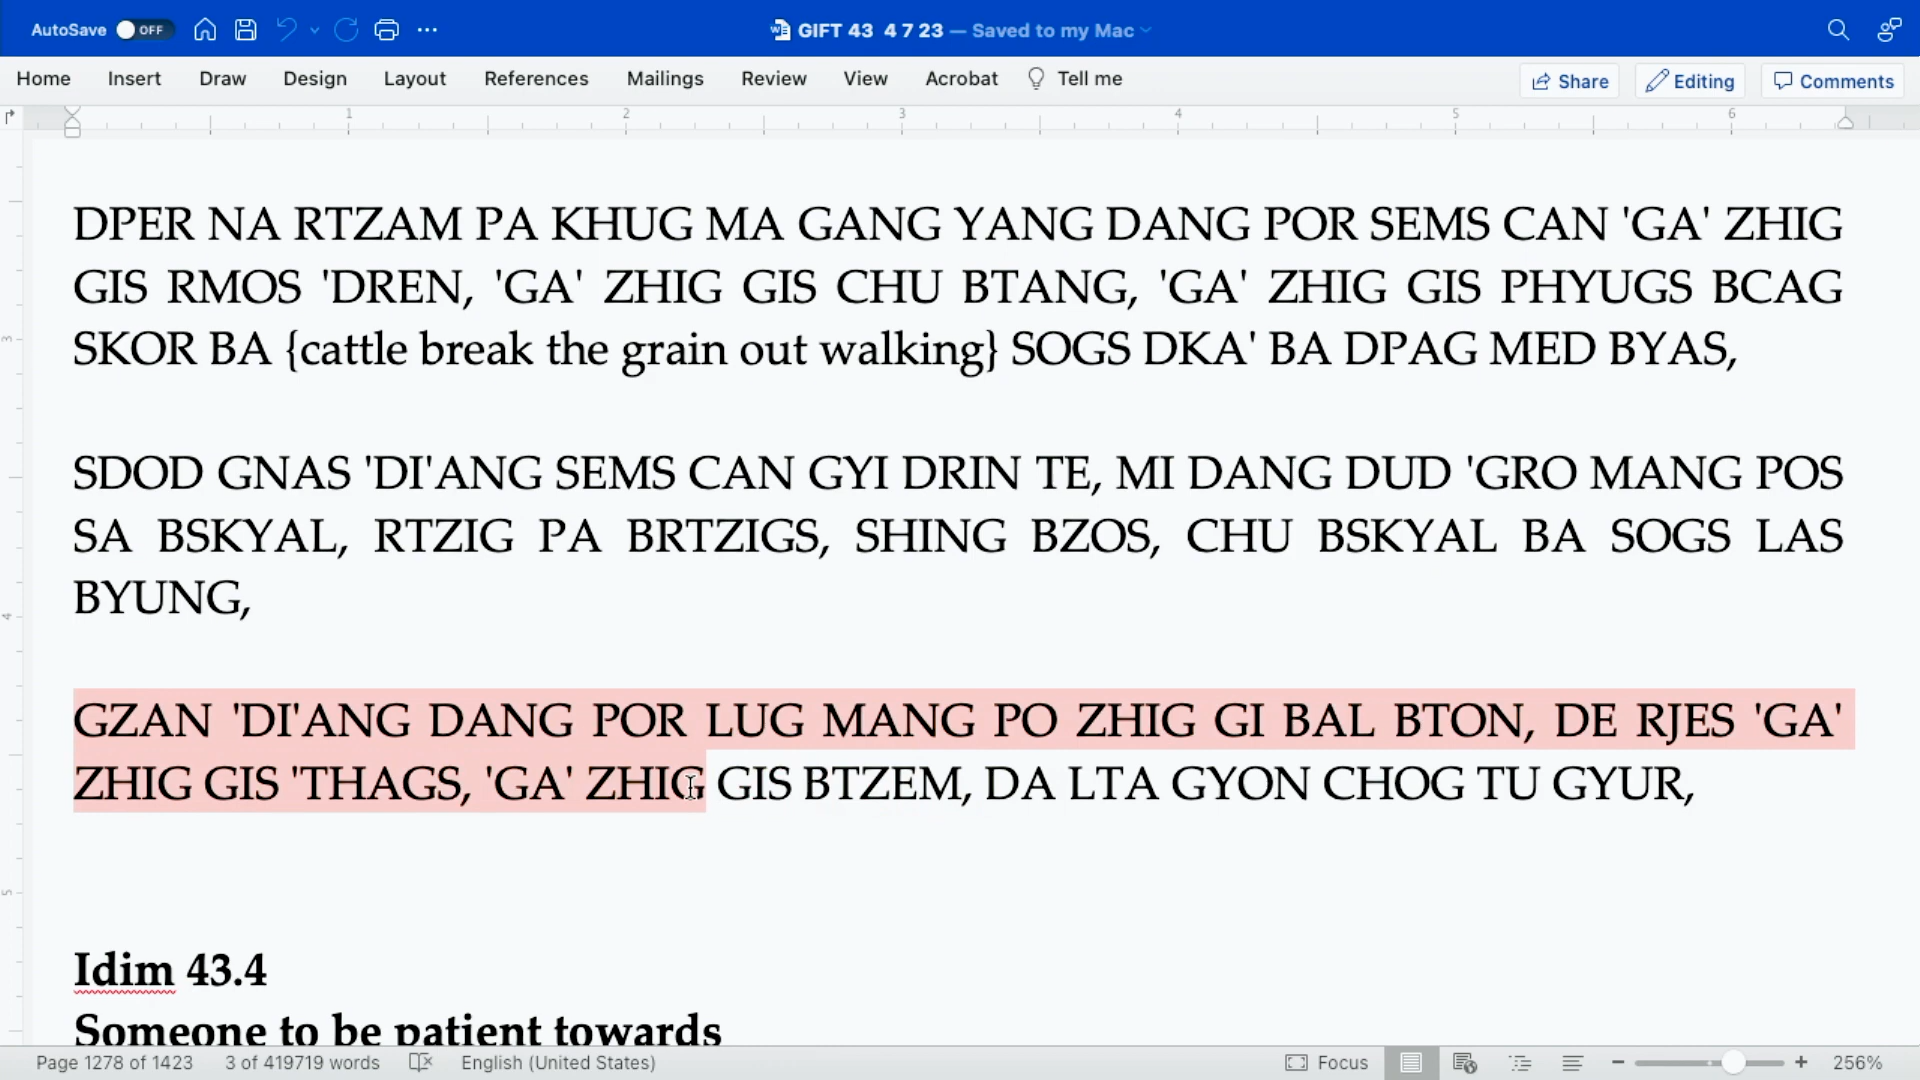 AutoSave OFF GIFT 43 4 7 23 — Saved to my Mac
Home Insert Draw Design Layout References Mailings Review View Acrobat Tell me Share Editing Comments
1 2 3 4 5 6
DPER NA RTZAM PA KHUG MA GANG YANG DANG POR SEMS CAN 'GA' ZHIG
GIS RMOS 'DREN, 'GA' ZHIG GIS CHU BTANG, 'GA' ZHIG GIS PHYUGS BCAG
SKOR BA {cattle break the grain out walking} SOGS DKA' BA DPAG MED BYAS,
SDOD GNAS 'DI'ANG SEMS CAN GYI DRIN TE, MI DANG DUD 'GRO MANG POS
SA BSKYAL, RTZIG PA BRTZIGS, SHING BZOS, CHU BSKYAL BA SOGS LAS
BYUNG,
GZAN 'DI'ANG DANG POR LUG MANG PO ZHIG GI BAL BTON, DE RJES 'GA'
ZHIG GIS 'THAGS, 'GA' ZHIG GIS BTZEM, DA LTA GYON CHOG TU GYUR,
Idim 43.4
Someone to be patient towards
Page 1278 of 1423 3 of 419719 words English (United States) Focus 256%